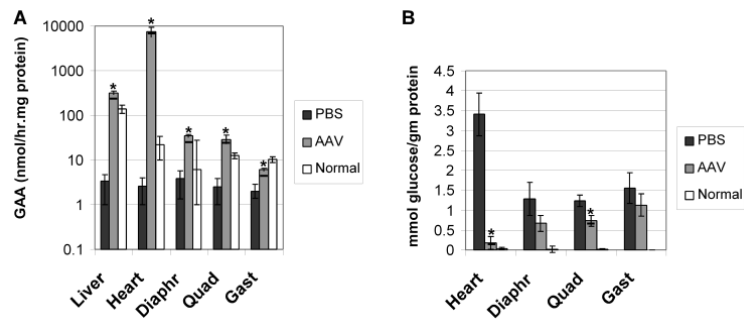 A
GAA (nmol/hr.mg protein)
10000
1000
100
10
1
0.1
*
*
*
*
*
Liver
Heart
Diaphr
Quad
Gast
PBS
AAV
Normal
B
mmol glucose/gm protein
4.5
4
3.5
3
2.5
2
1.5
1
0.5
0
*
*
Heart
Diaphr
Quad
Gast
PBS
AAV
Normal